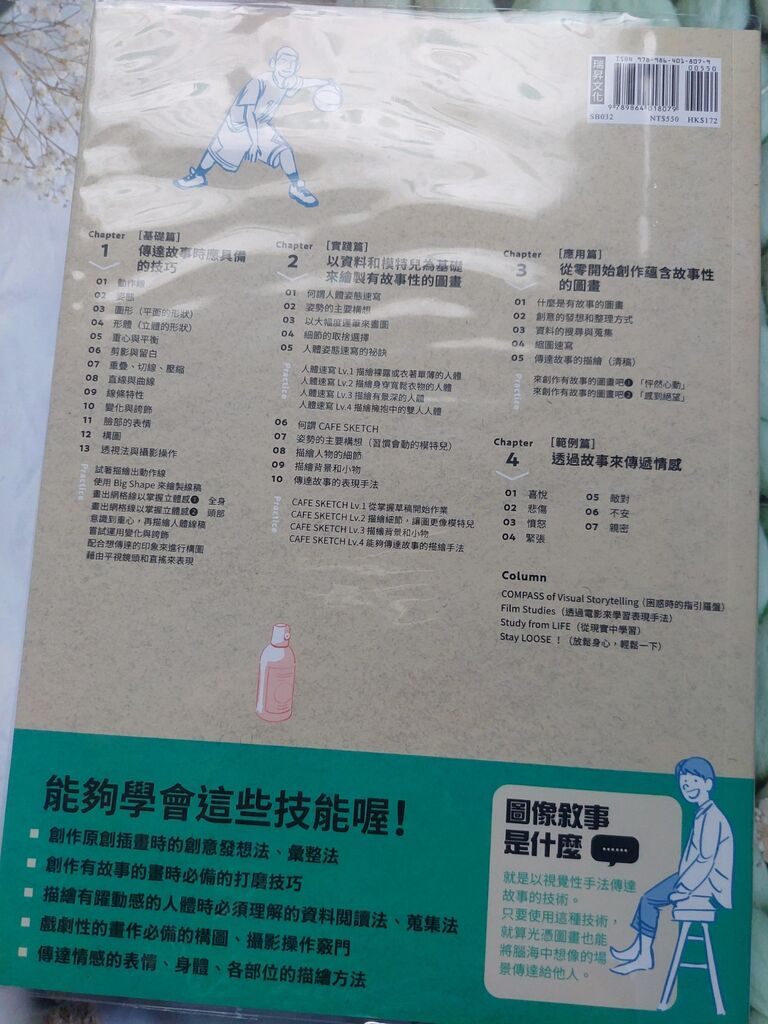 瑞昇文化
ISBN 978-986-401-807-9
00550
9 789864 018079
SB032 NT$550 HK$172
Chapter 1
[基礎篇]
傳達故事時應具備
的技巧
01 動作線
02 姿態
03 圖形（平面的形狀）
04 形體（立體的形狀）
05 重心與平衡
06 剪影與留白
07 重疊、切線、壓縮
08 直線與曲線
09 線條特性
10 變化與誇飾
11 臉部的表情
12 構圖
13 透視法與攝影操作
Practice
試著描繪出動作線
使用 Big Shape 來繪製線稿
畫出網格線以掌握立體感❶ 全身
畫出網格線以掌握立體感❷ 頭部
意識到重心，再描繪人體線稿
嘗試運用變化與誇飾
配合想傳達的印象來進行構圖
藉由平視鏡頭和直搖來表現
Chapter 2
[實踐篇]
以資料和模特兒為基礎
來繪製有故事性的圖畫
01 何謂人體姿態速寫
02 姿勢的主要構想
03 以大幅度運筆來畫圖
04 細節的取捨選擇
05 人體姿態速寫的祕訣
Practice
人體速寫 Lv.1 描繪裸露或衣著單薄的人體
人體速寫 Lv.2 描繪身穿寬鬆衣物的人體
人體速寫 Lv.3 描繪有景深的人體
人體速寫 Lv.4 描繪擁抱中的雙人人體
06 何謂 CAFE SKETCH
07 姿勢的主要構想（習慣會動的模特兒）
08 描繪人物的細節
09 描繪背景和小物
10 傳達故事的表現手法
Practice
CAFE SKETCH Lv.1 從掌握草稿開始作業
CAFE SKETCH Lv.2 描繪細節，讓圖更像模特兒
CAFE SKETCH Lv.3 描繪背景和小物
CAFE SKETCH Lv.4 能夠傳達故事的描繪手法
Chapter 3
[應用篇]
從零開始創作蘊含故事性
的圖畫
01 什麼是有故事的圖畫
02 創意的發想和整理方式
03 資料的搜尋與蒐集
04 縮圖速寫
05 傳達故事的描繪（清稿）
Practice
來創作有故事的圖畫吧❶「怦然心動」
來創作有故事的圖畫吧❷「感到絕望」
Chapter 4
[範例篇]
透過故事來傳遞情感
01 喜悅
02 悲傷
03 憤怒
04 緊張
05 敵對
06 不安
07 親密
Column
COMPASS of Visual Storytelling（困惑時的指引羅盤）
Film Studies（透過電影來學習表現手法）
Study from LIFE（從現實中學習）
Stay LOOSE！（放鬆身心，輕鬆一下）
能夠學會這些技能喔！
創作原創插畫時的創意發想法、彙整法
創作有故事的畫時必備的打磨技巧
描繪有躍動感的人體時必須理解的資料閱讀法、蒐集法
戲劇性的畫作必備的構圖、攝影操作竅門
傳達情感的表情、身體、各部位的描繪方法
圖像敘事
是什麼 ……
就是以視覺性手法傳達
故事的技術。
只要使用這種技術，
就算光憑圖畫也能
將腦海中想像的場
景傳達給他人。